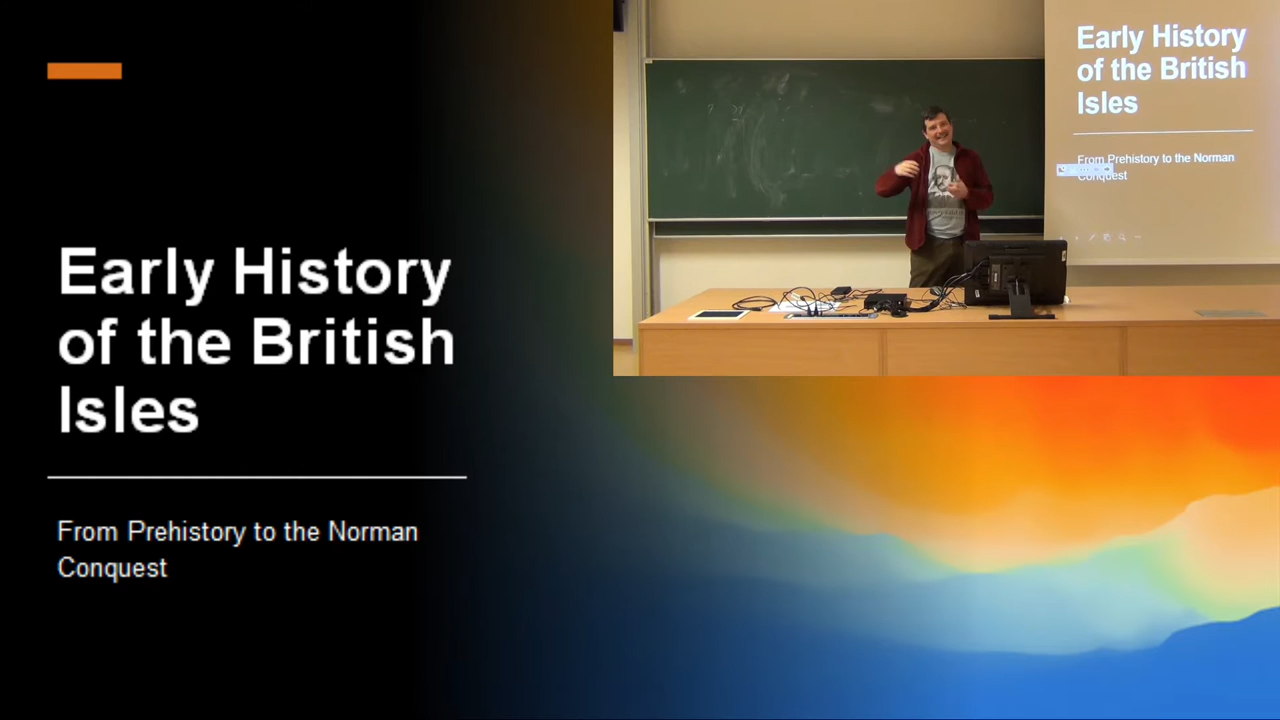 Early History
of the British
Isles
From Prehistory to the Norman
Conquest
Early History
of the British
Isles
From Prehistory to the Norman
Conquest